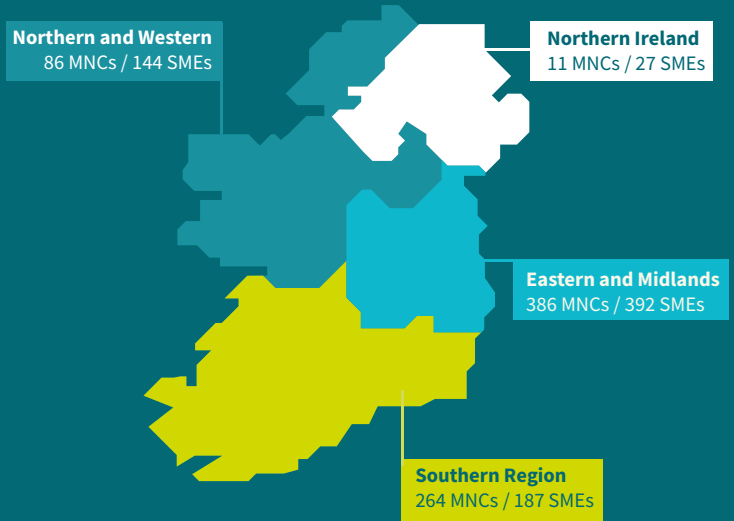 Northern and Western
86 MNCs / 144 SMEs
Northern Ireland
11 MNCs / 27 SMEs
Eastern and Midlands
386 MNCs / 392 SMEs
Southern Region
264 MNCs / 187 SMEs